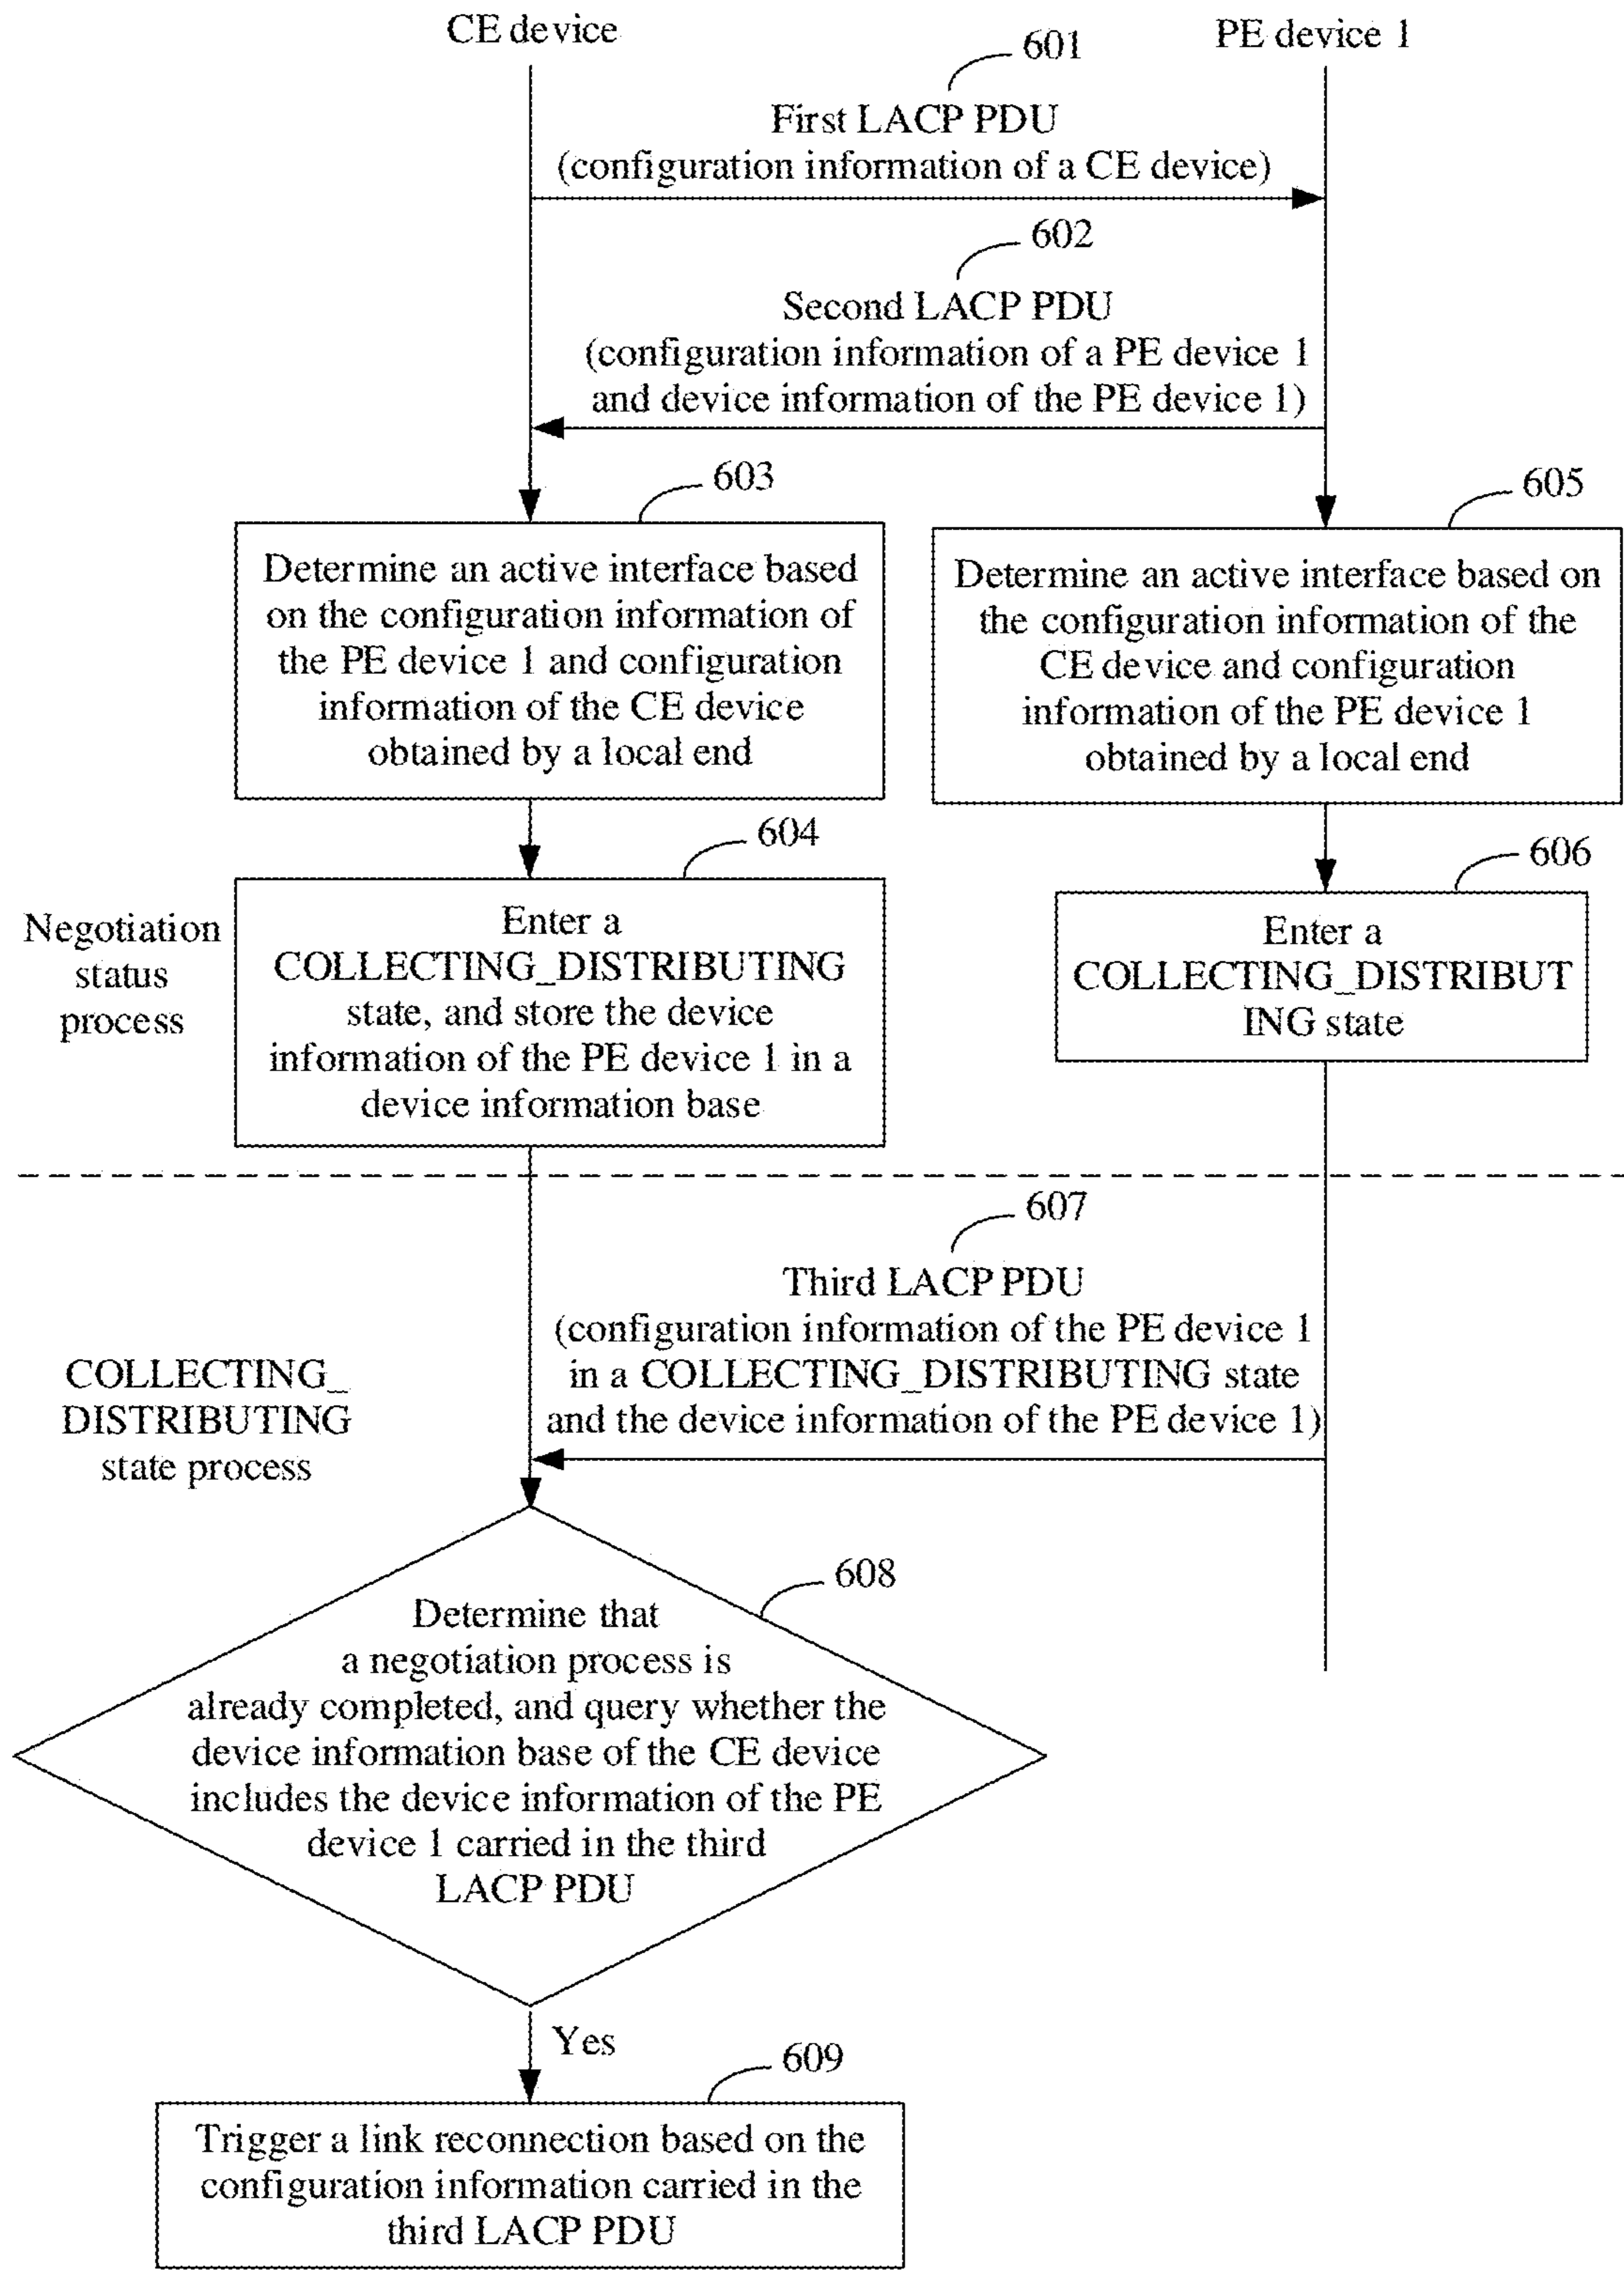 CE device
PE device 1
601
First LACP PDU
(configuration information of a CE device)
602
Second LACP PDU
(configuration information of a PE device 1
and device information of the PE device 1)
603
Determine an active interface based
on the configuration information of
the PE device 1 and configuration
information of the CE device
obtained by a local end
605
Determine an active interface based on
the configuration information of the
CE device and configuration
information of the PE device 1
obtained by a local end
604
Enter a
COLLECTING_DISTRIBUTING
state, and store the device
information of the PE device 1 in a
device information base
606
Enter a
COLLECTING_DISTRIBUT
ING state
Negotiation
status
process
607
Third LACP PDU
(configuration information of the PE device 1
in a COLLECTING_DISTRIBUTING state
and the device information of the PE device 1)
COLLECTING_
DISTRIBUTING
state process
608
Determine that
a negotiation process is
already completed, and query whether the
device information base of the CE device
includes the device information of the PE
device 1 carried in the third
LACP PDU
Yes
609
Trigger a link reconnection based on the
configuration information carried in the
third LACP PDU